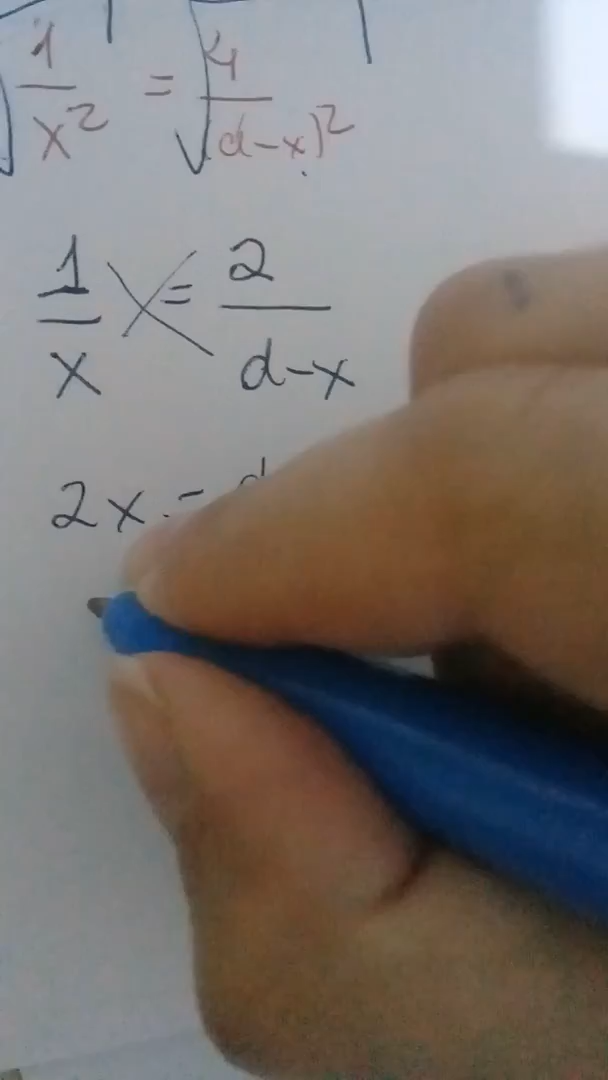 √1/x² = √4/(d-x)²
1/x = 2/d-x
2x =